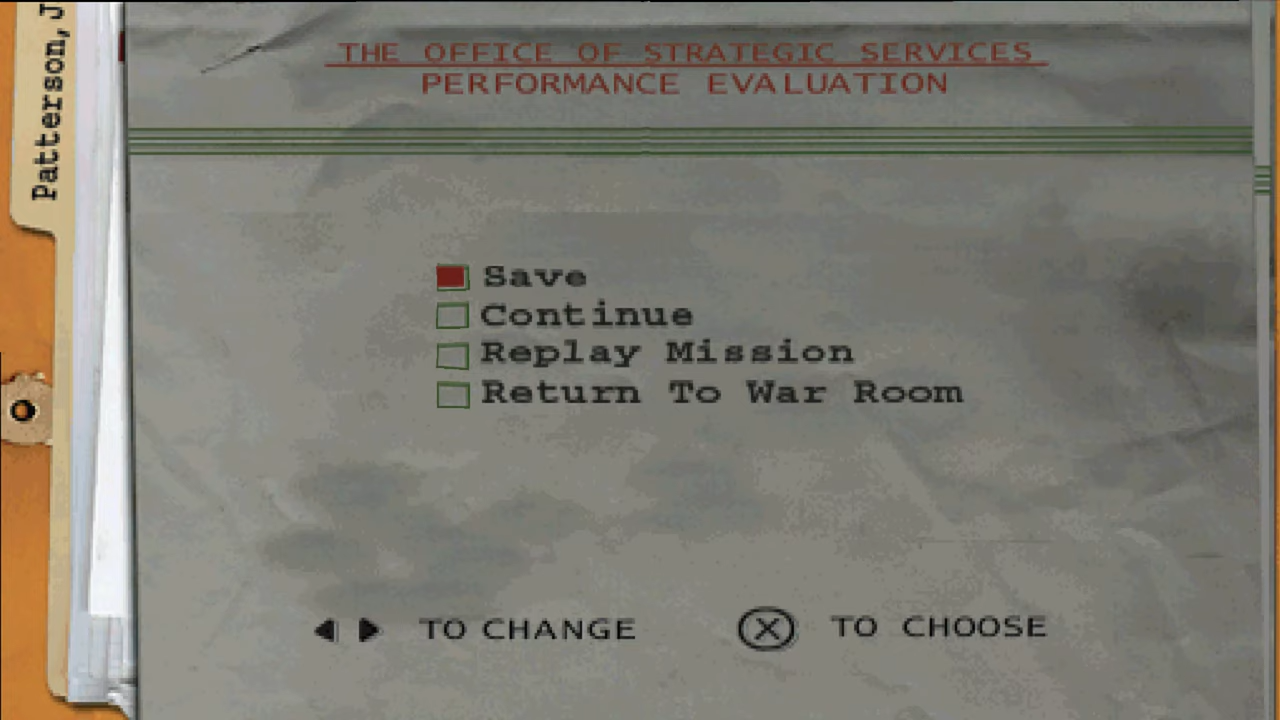 Patterson, J
THE OFFICE OF STRATEGIC SERVICES
PERFORMANCE EVALUATION
Save
Continue
Replay Mission
Return To War Room
TO CHANGE
TO CHOOSE